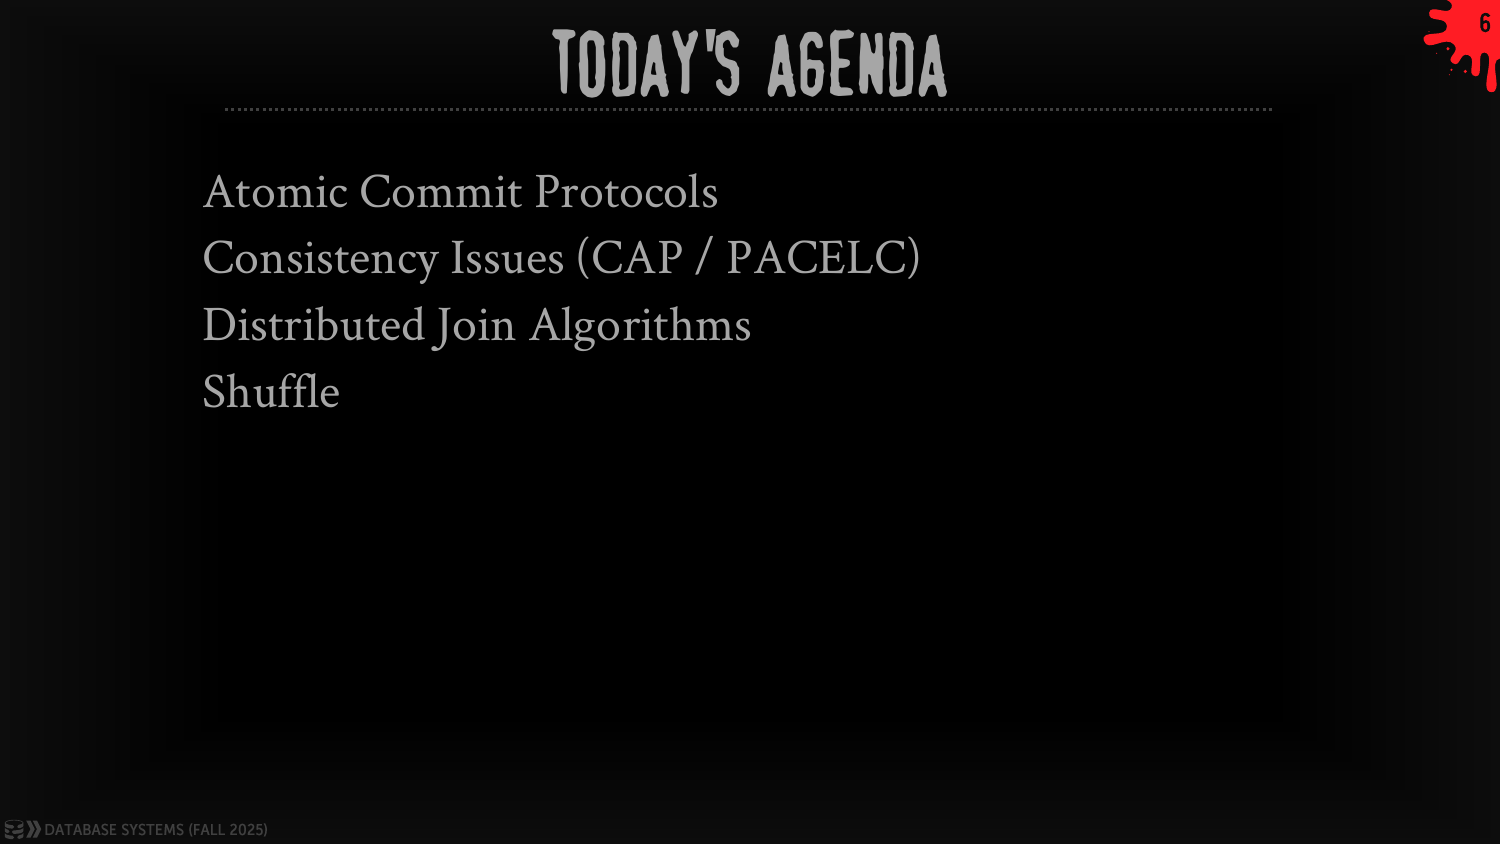 6
TODAY'S AGENDA
Atomic Commit Protocols
Consistency Issues (CAP / PACELC)
Distributed Join Algorithms
Shuffle
DATABASE SYSTEMS (FALL 2025)